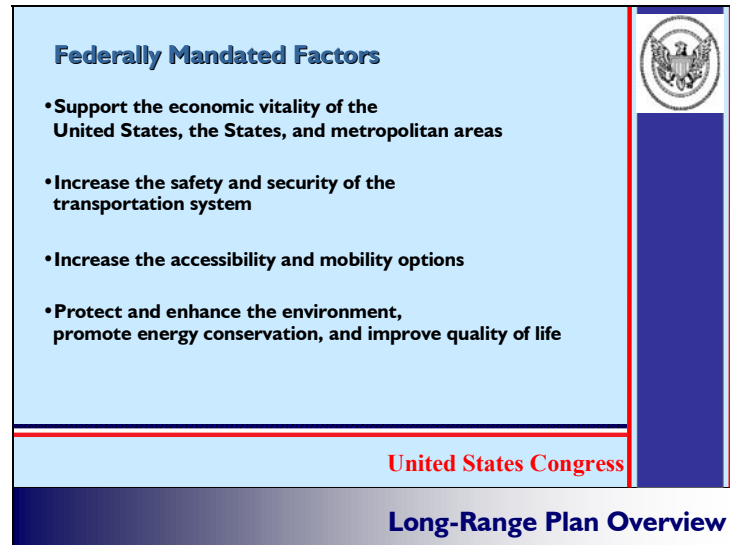 Federally Mandated Factors
•Support the economic vitality of the
United States, the States, and metropolitan areas
•Increase the safety and security of the
transportation system
•Increase the accessibility and mobility options
•Protect and enhance the environment,
promote energy conservation, and improve quality of life
United States Congress
Long-Range Plan Overview